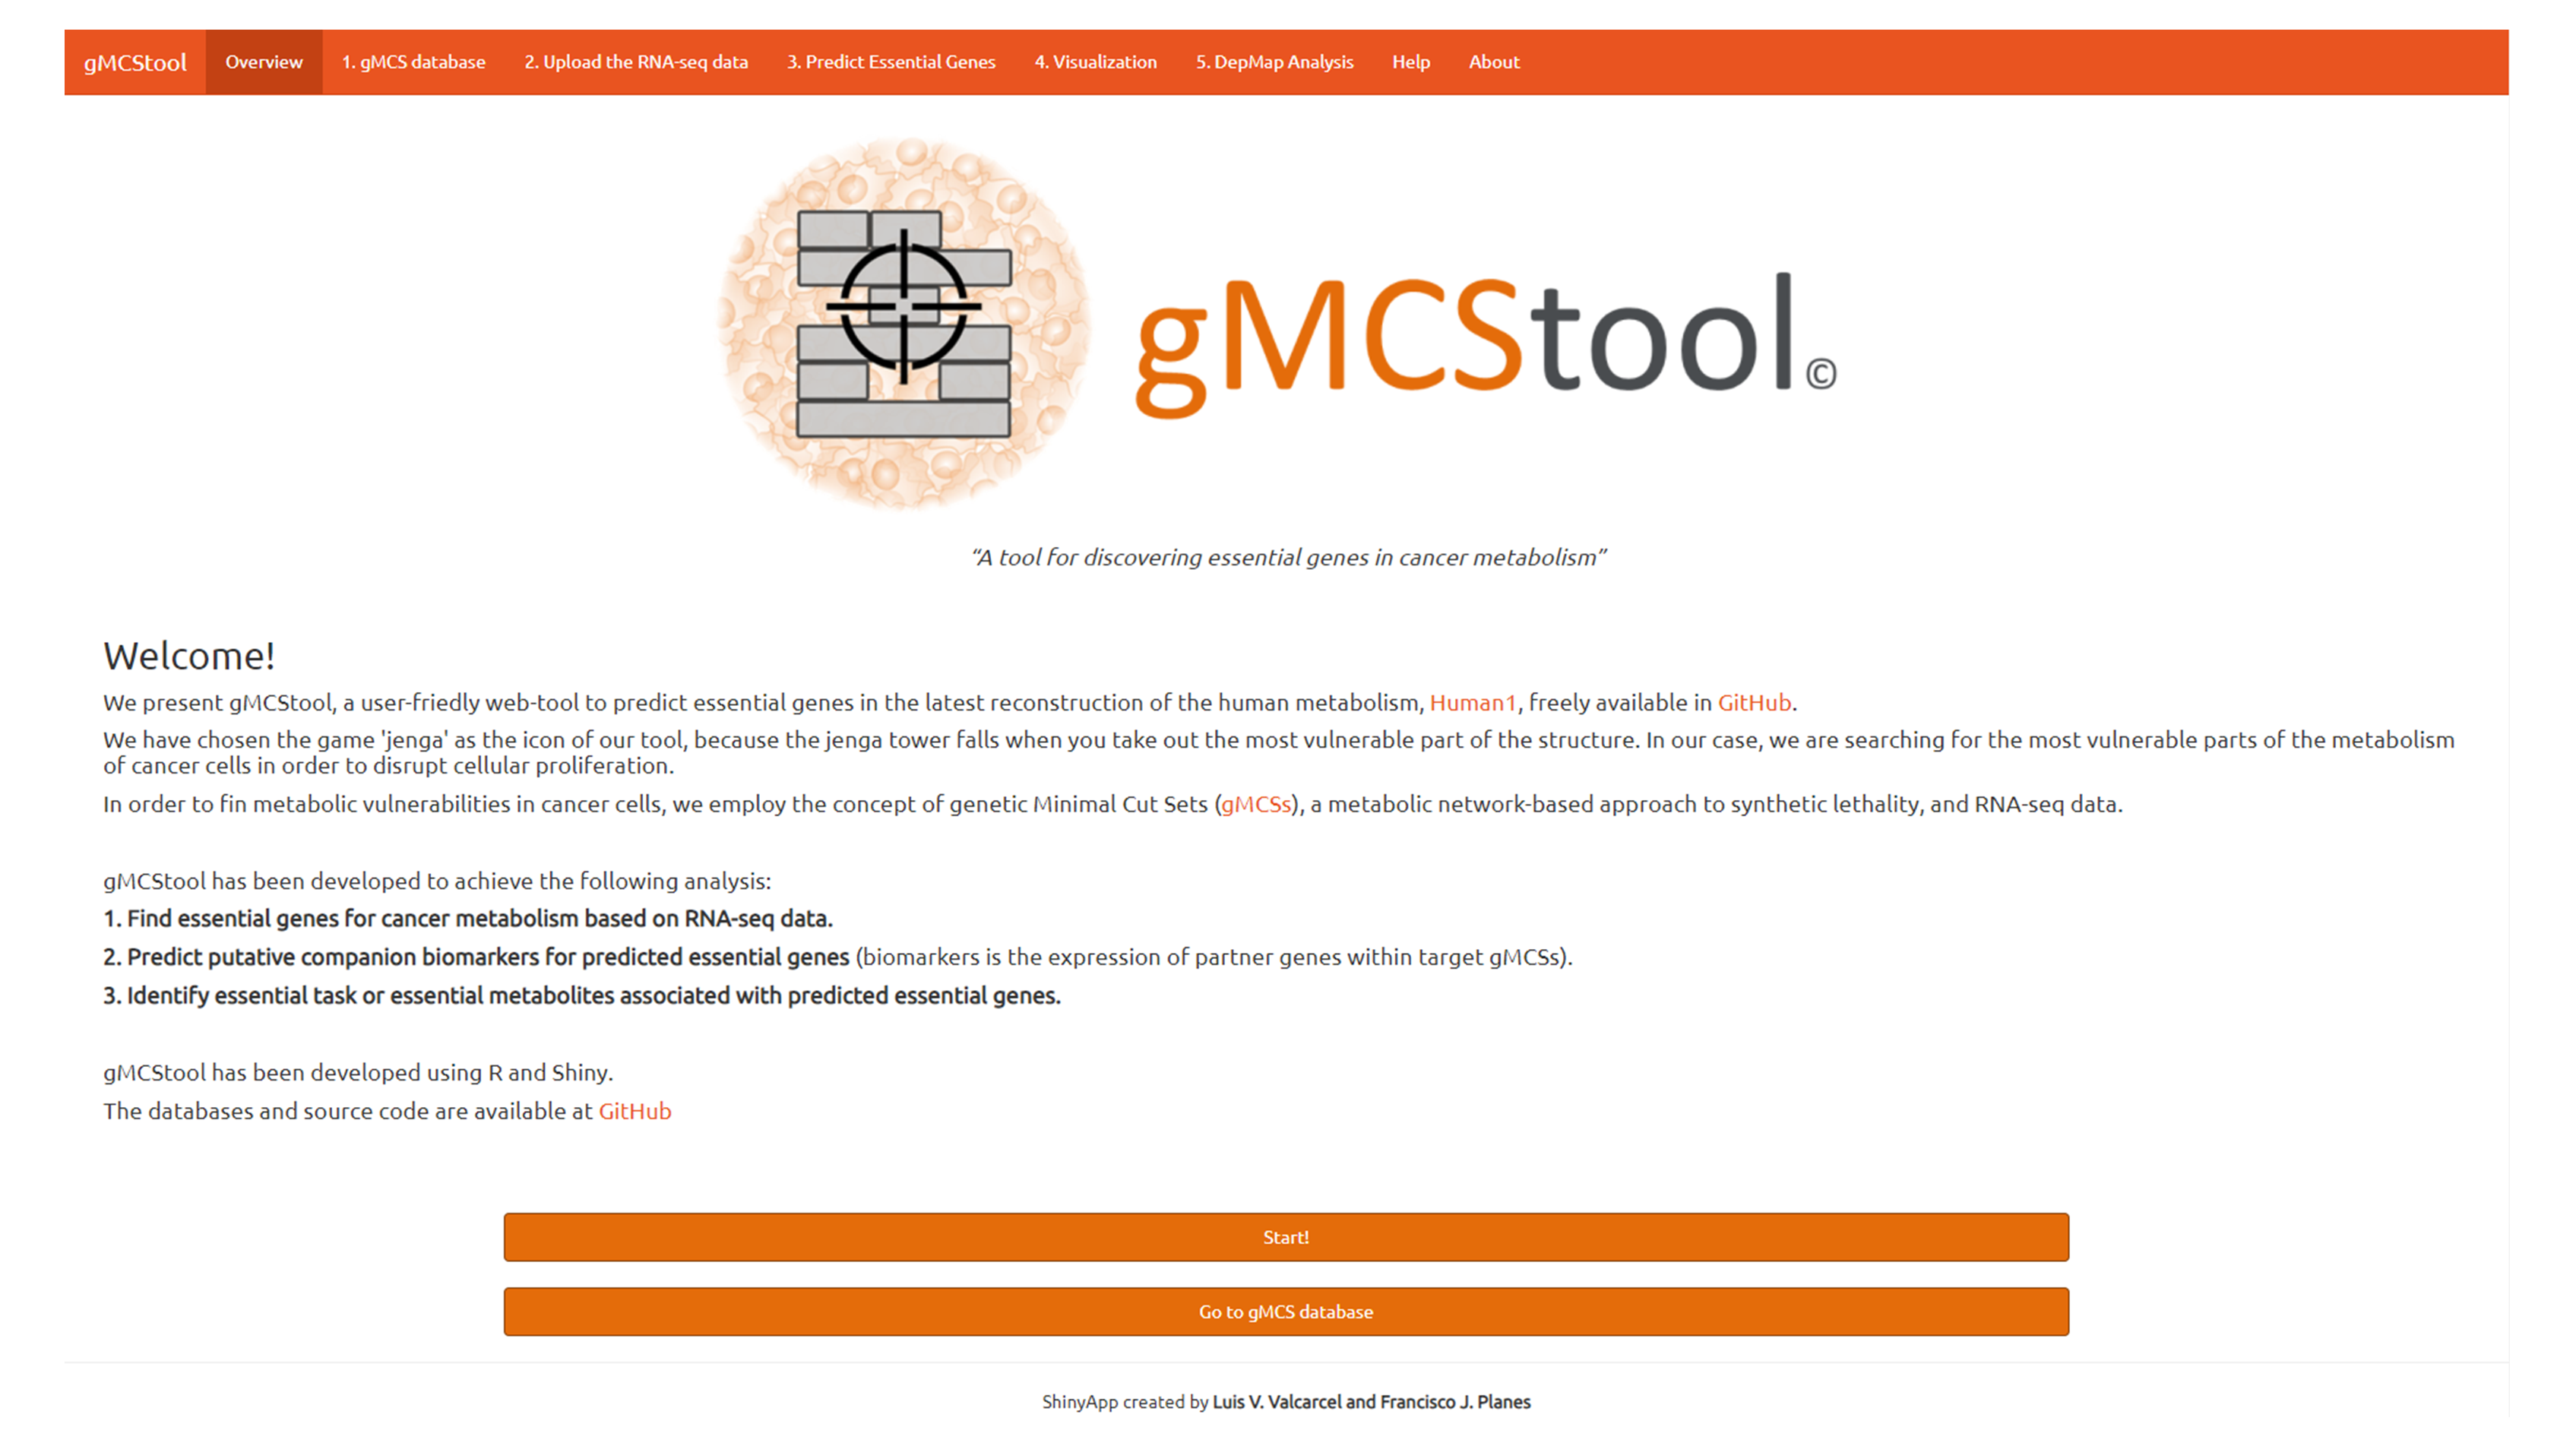 gMCStool Overview 1. gMCS database 2. Upload the RNA-seq data 3. Predict Essential Genes 4. Visualization 5. DepMap Analysis Help About
gMCStool©
“A tool for discovering essential genes in cancer metabolism”
Welcome!
We present gMCStool, a user-friedly web-tool to predict essential genes in the latest reconstruction of the human metabolism, Human1, freely available in GitHub.
We have chosen the game 'jenga' as the icon of our tool, because the jenga tower falls when you take out the most vulnerable part of the structure. In our case, we are searching for the most vulnerable parts of the metabolism
of cancer cells in order to disrupt cellular proliferation.
In order to fin metabolic vulnerabilities in cancer cells, we employ the concept of genetic Minimal Cut Sets (gMCSs), a metabolic network-based approach to synthetic lethality, and RNA-seq data.
gMCStool has been developed to achieve the following analysis:
1. Find essential genes for cancer metabolism based on RNA-seq data.
2. Predict putative companion biomarkers for predicted essential genes (biomarkers is the expression of partner genes within target gMCSs).
3. Identify essential task or essential metabolites associated with predicted essential genes.
gMCStool has been developed using R and Shiny.
The databases and source code are available at GitHub
Start!
Go to gMCS database
ShinyApp created by Luis V. Valcarcel and Francisco J. Planes